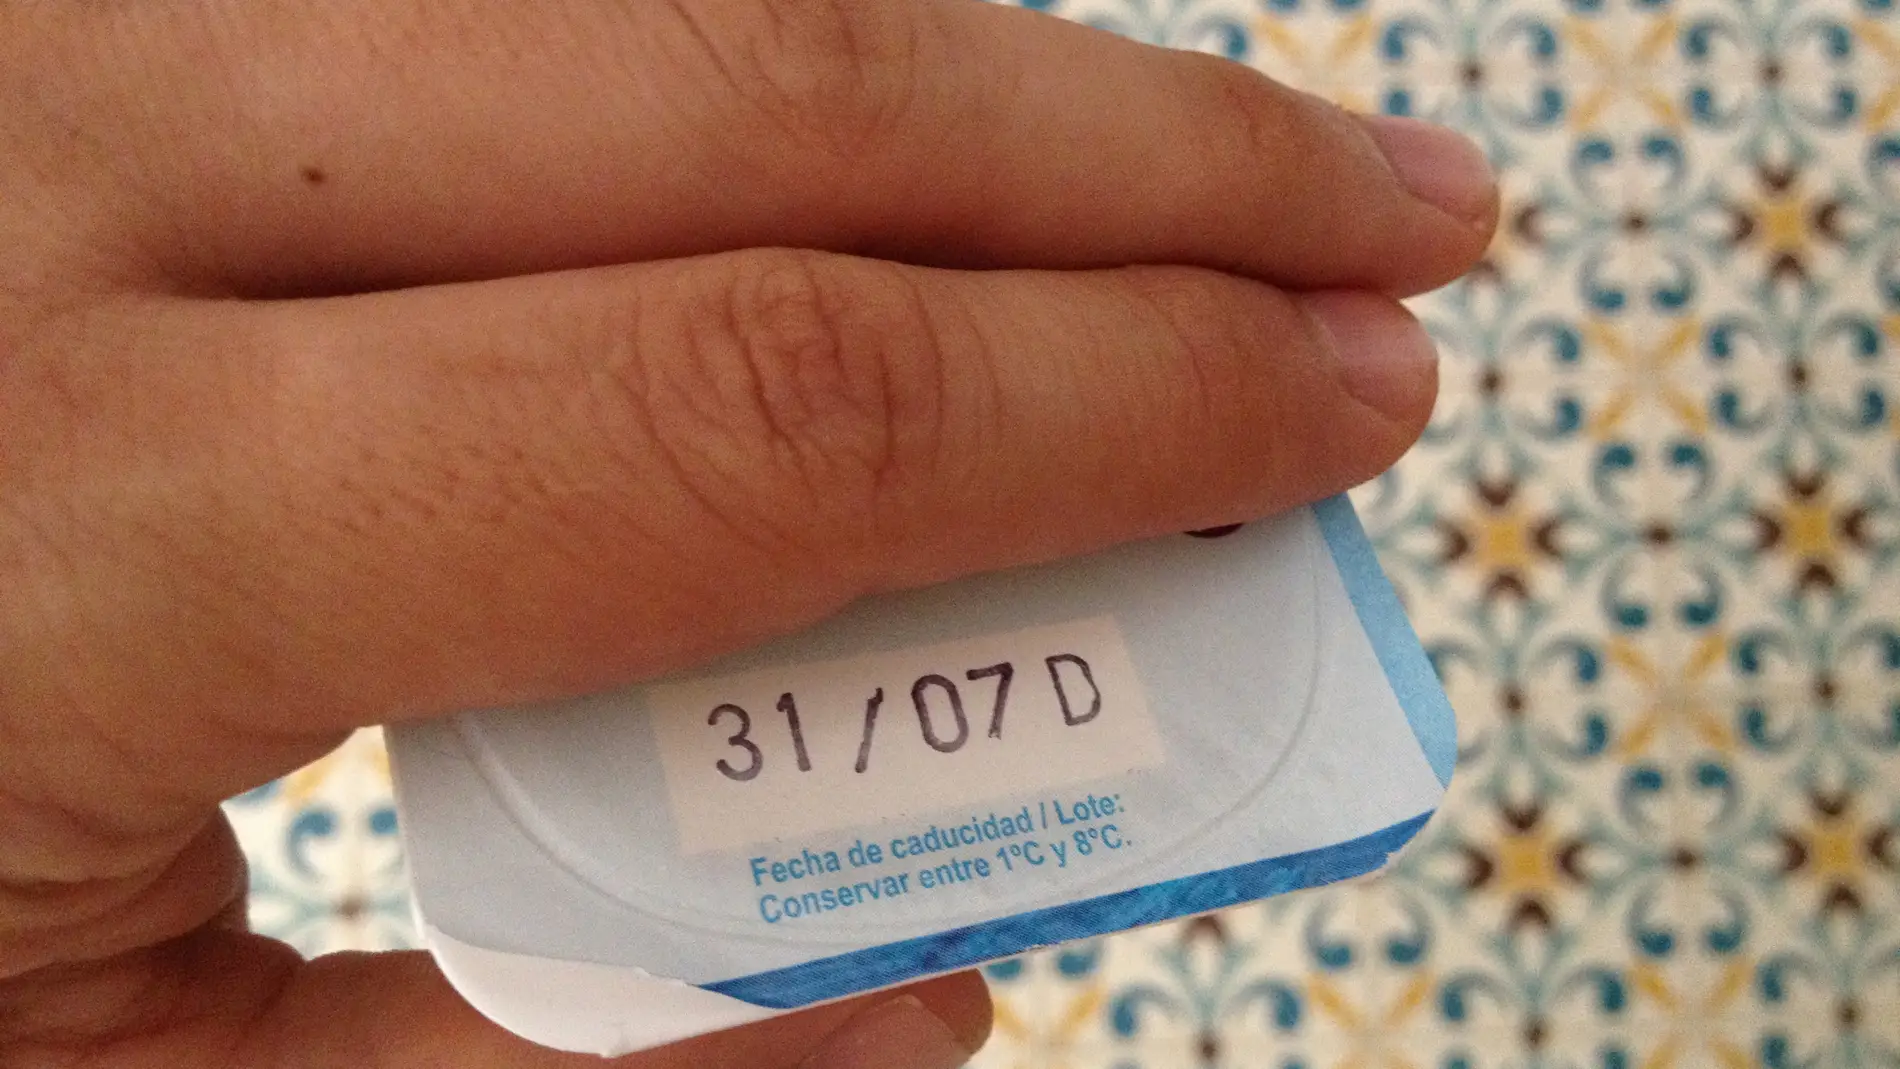 31/07 D
Fecha de caducidad / Lote:
Conservar entre 1ºC y 8ºC.